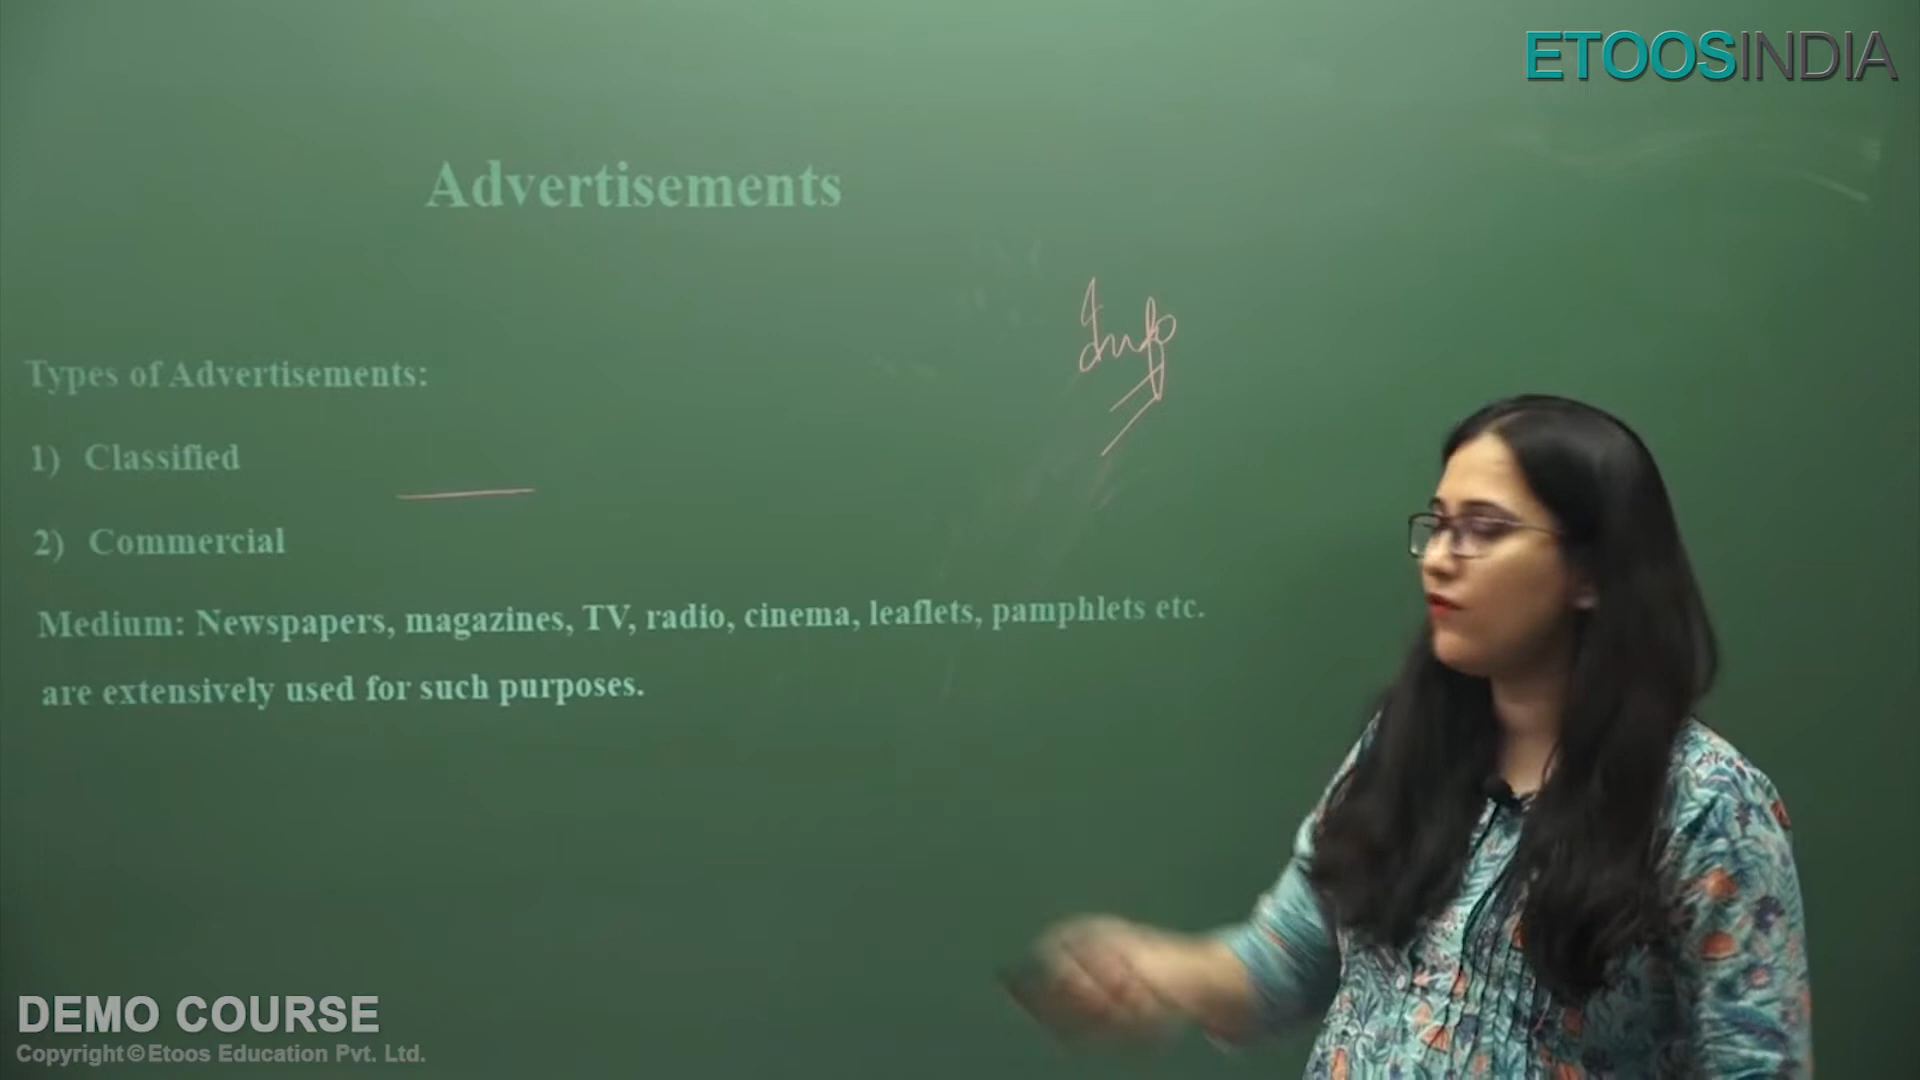 ETOOSINDIA
Advertisements
Info
Types of Advertisements:
1) Classified
2) Commercial
Medium: Newspapers, magazines, TV, radio, cinema, leaflets, pamphlets etc.
are extensively used for such purposes.
DEMO COURSE
Copyright © Etoos Education Pvt. Ltd.